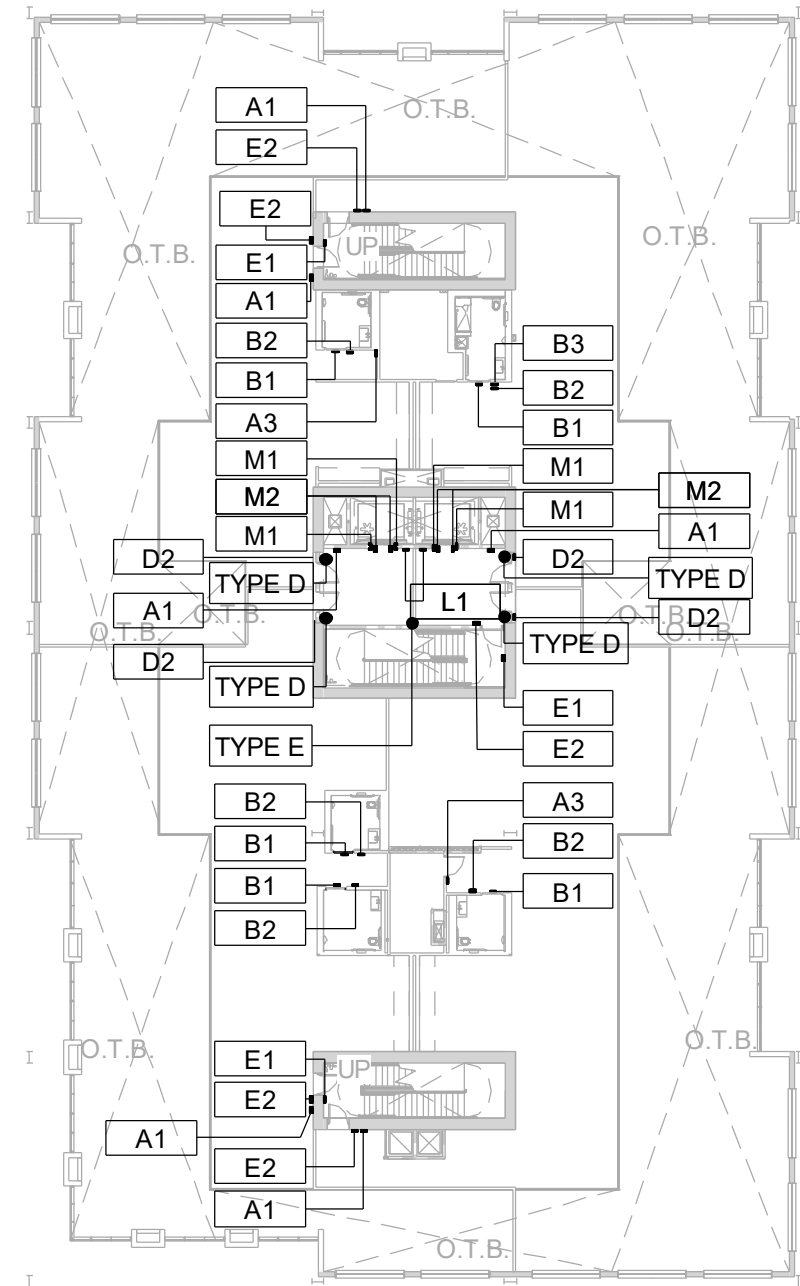 A1
O.T.B.
E2
E2
UP
O.T.B.
O.T.B.
E1
A1
B2
B3
B1
B2
A3
B1
M1
M1
M2
M2
M1
M1
A1
D2
D2
TYPE D
TYPE D
A1
L1
O.T.B.
O.T.B.
D2
O.T.B.
O.T.B.
TYPE D
D2
TYPE D
E1
TYPE E
E2
B2
A3
B1
B2
B1
B1
B2
O.T.B.
O.T.B.
E1
UP
E2
A1
E2
A1
O.T.B.